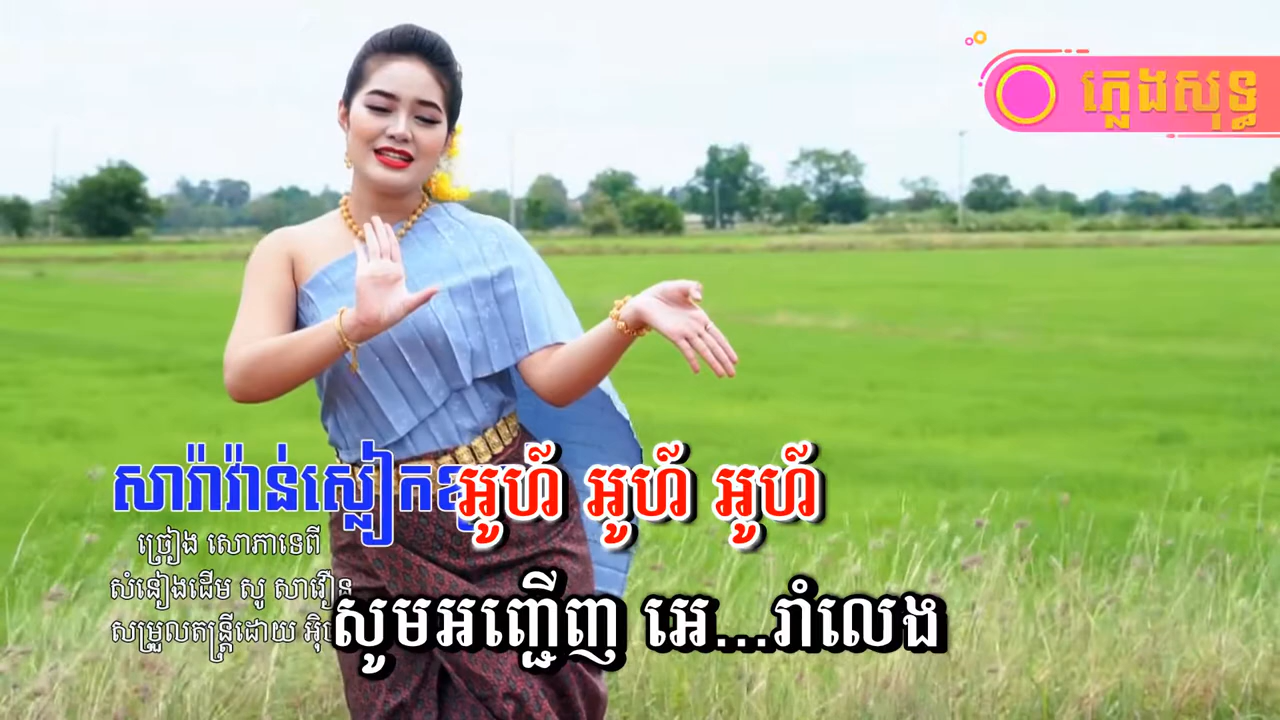 ភ្លេងសុទ្ធ
សារ៉ាវ៉ាន់ស្លៀក
អូហ៍ អូហ៍ អូហ៍
ច្រៀង សោភាទេពី
សំនៀងដើម សូ សាវឿន
សម្រួលតន្ត្រីដោយ
សូមអញ្ជើញ អេ...រាំលេង